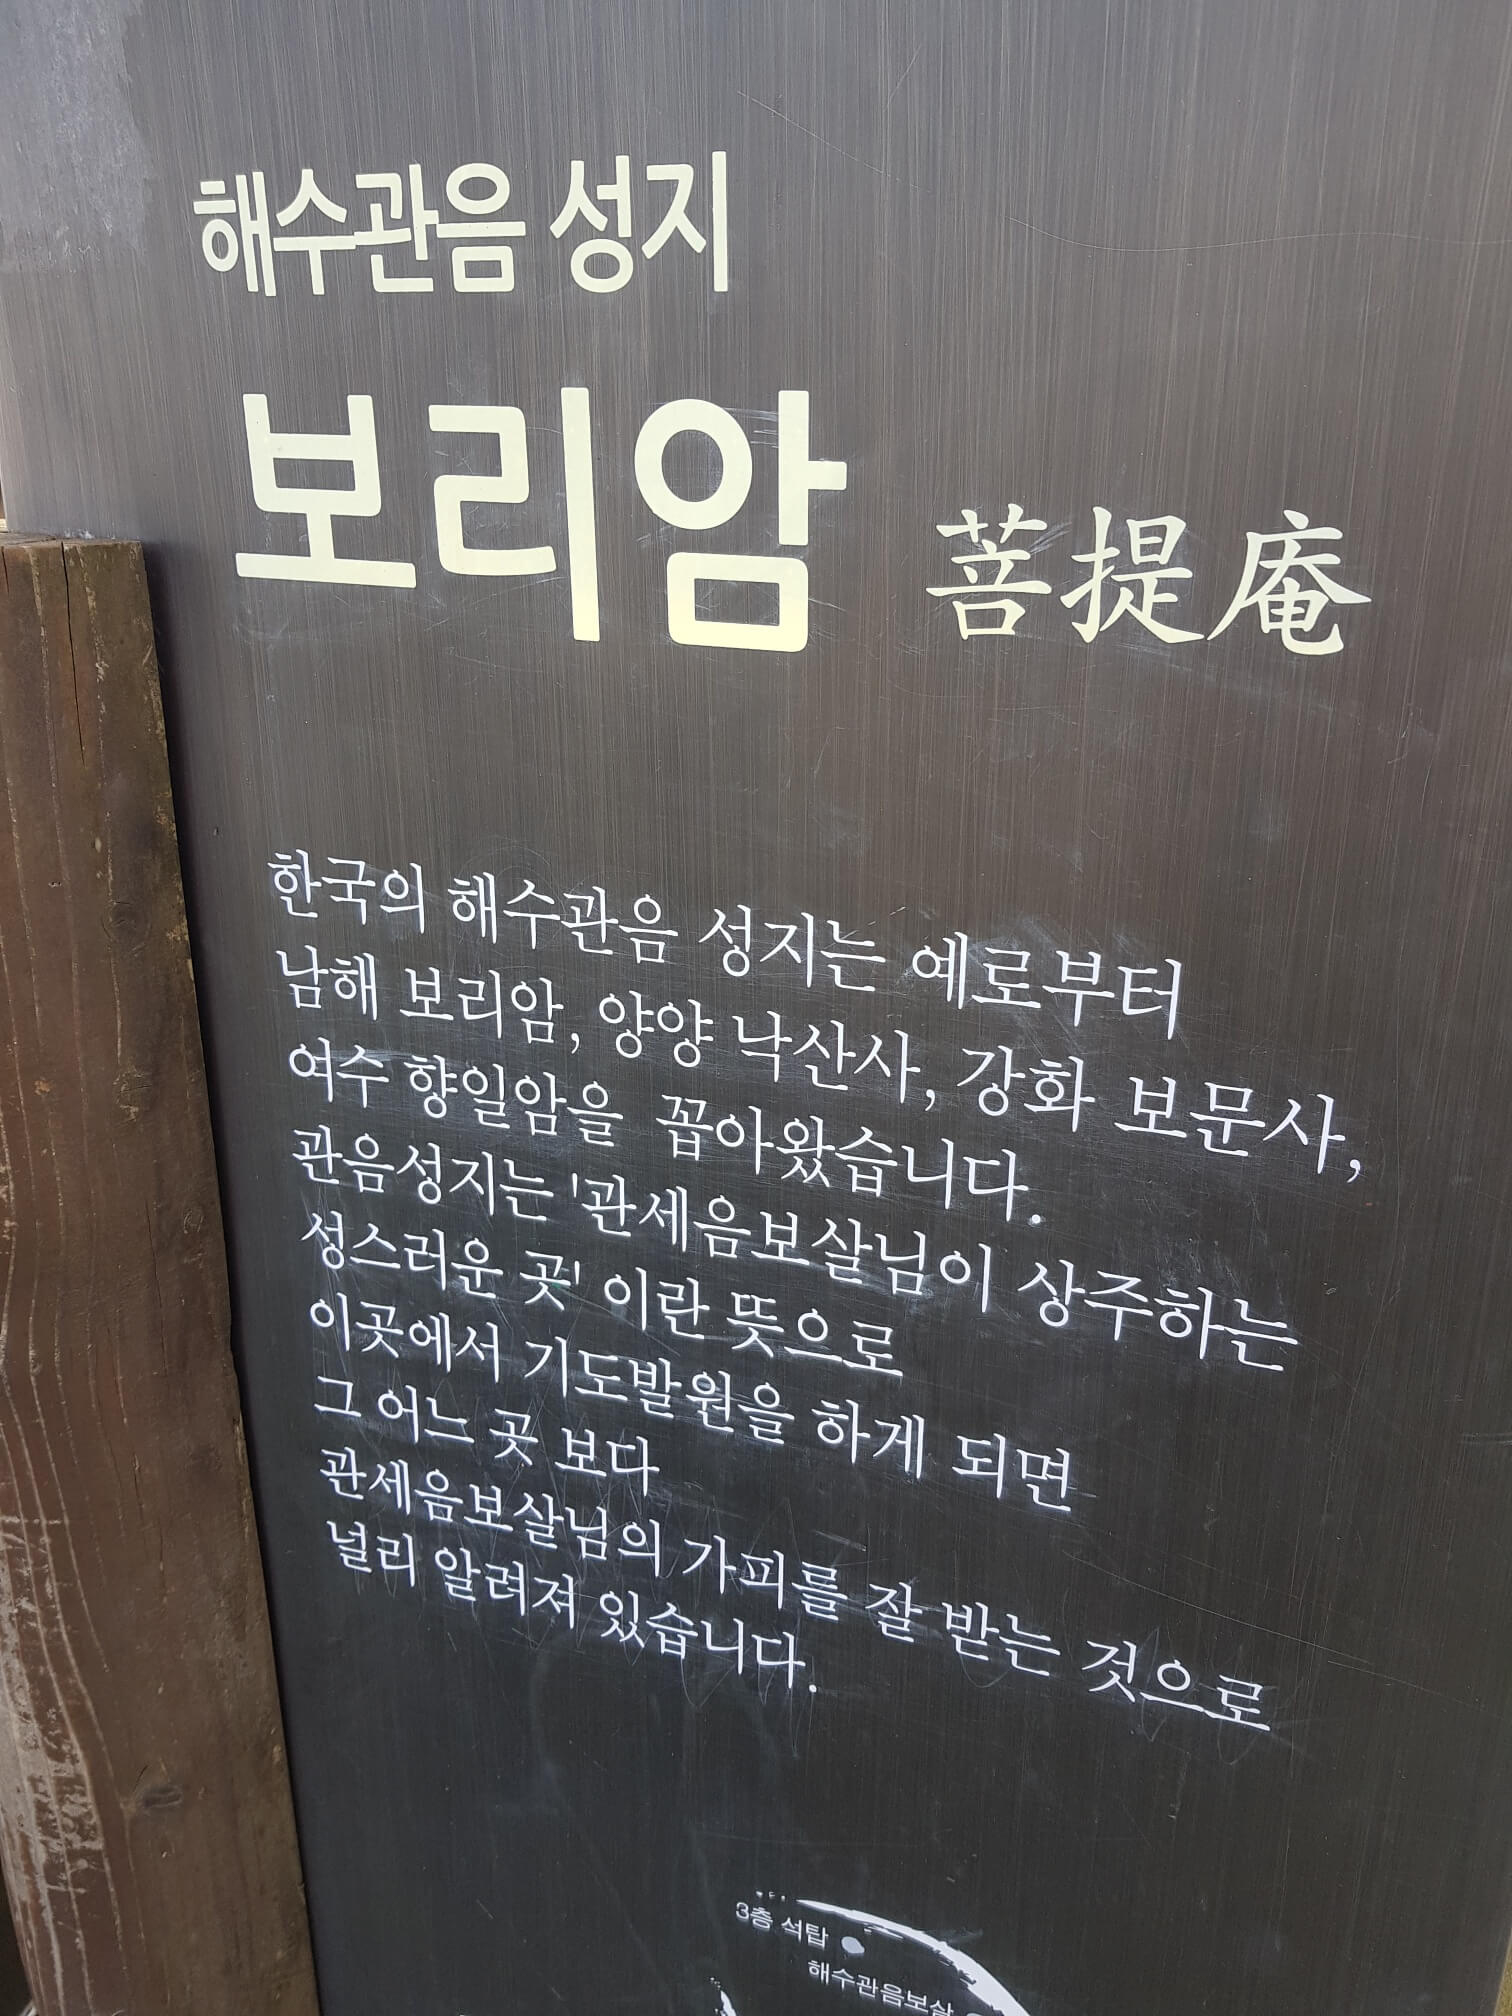 해수관음 성지
보리암 菩提庵
한국의 해수관음 성지는 예로부터
남해 보리암, 양양 낙산사, 강화 보문사,
여수 향일암을 꼽아왔습니다.
관음성지는 '관세음보살님이 상주하는
성스러운 곳' 이란 뜻으로
이곳에서 기도발원을 하게 되면
그 어느 곳 보다
관세음보살님의 가피를 잘 받는 것으로
널리 알려져 있습니다.
3층 석탑
해수관음보살